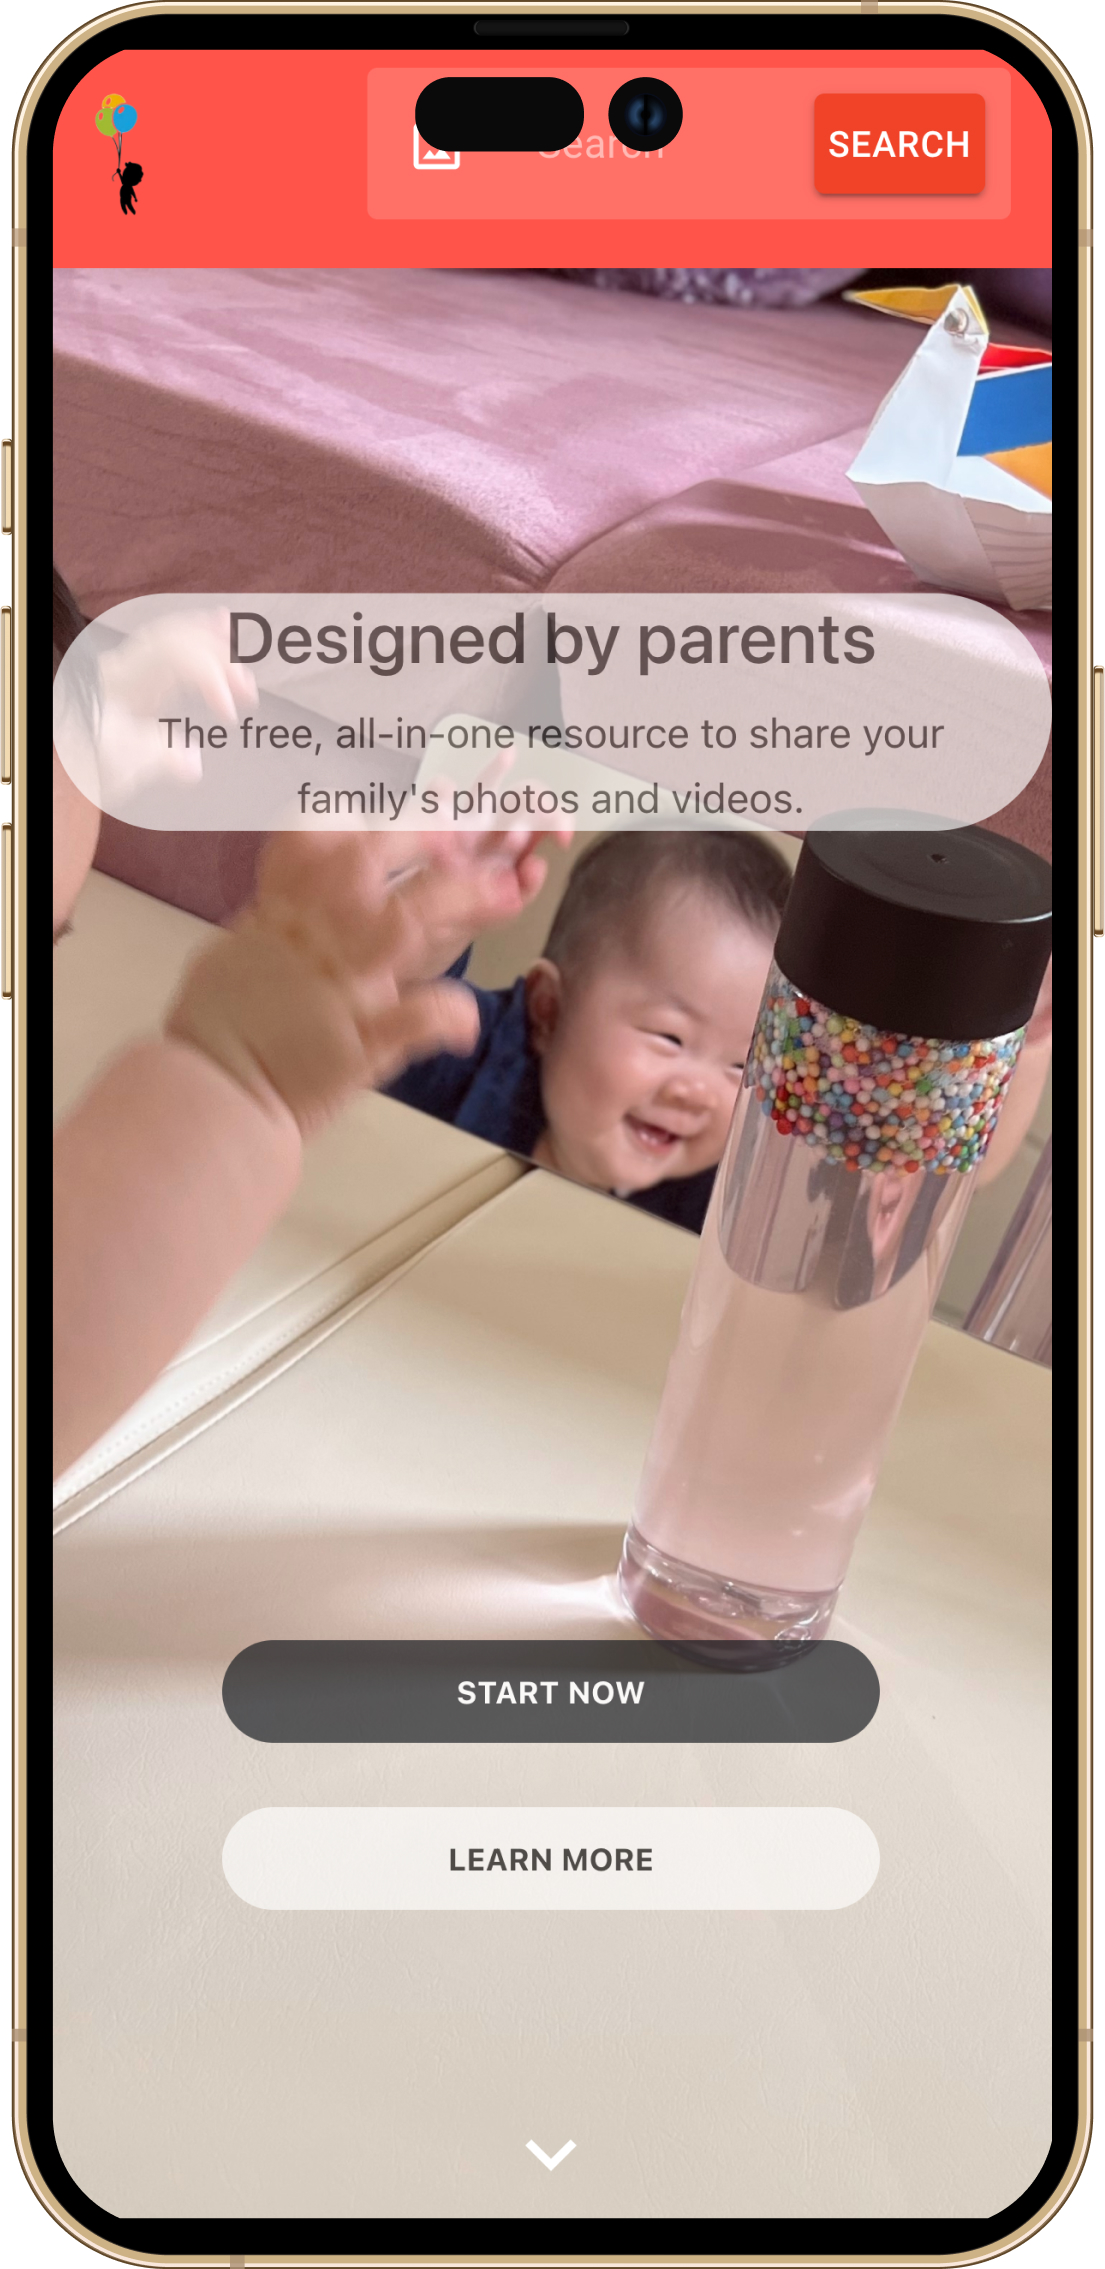 Search
SEARCH
Designed by parents
The free, all-in-one resource to share your
family's photos and videos.
START NOW
LEARN MORE